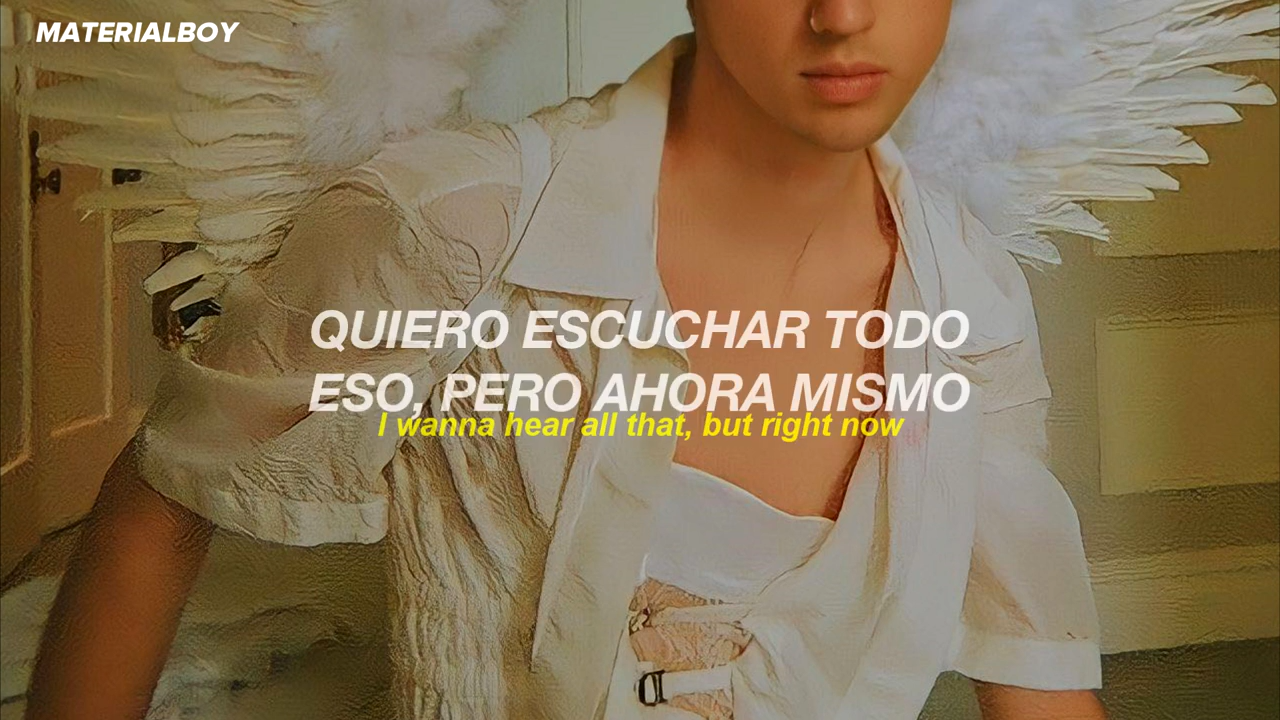 MATERIALBOY
QUIERO ESCUCHAR TODO
ESO, PERO AHORA MISMO
I wanna hear all that, but right now